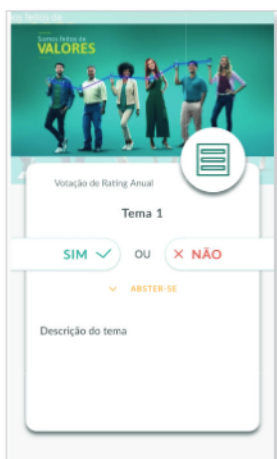 Somos feitos de
VALORES
Votação de Rating Anual
Tema 1
SIM
OU
NÃO
ABSTER-SE
Descrição do tema